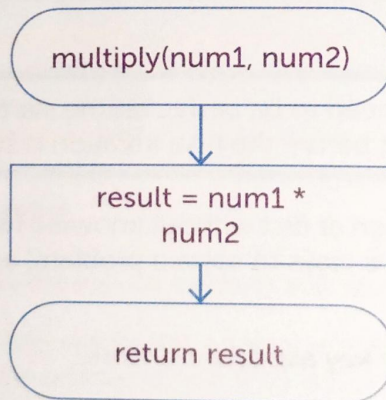 multiply(num1, num2)
result = num1 *
num2
return result